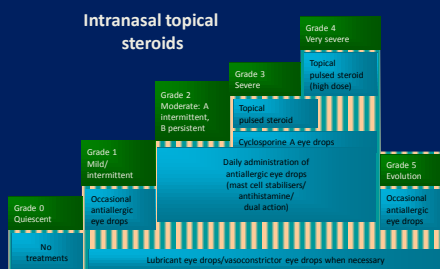 Intranasal topical
steroids
Grade 4
Very severe
Topical
pulsed steroid
(high dose)
Grade 3
Severe
Topical
pulsed steroid
Grade 2
Moderate: A
intermittent,
B persistent
Cyclosporine A eye drops
Daily administration of
antiallergic eye drops
(mast cell stabilisers/
antihistamine/
dual action)
Grade 1
Mild/
intermittent
Occasional
antiallergic
eye drops
Grade 0
Quiescent
No
treatments
Grade 5
Evolution
Occasional
antiallergic
eye drops
Lubricant eye drops/vasoconstrictor eye drops when necessary